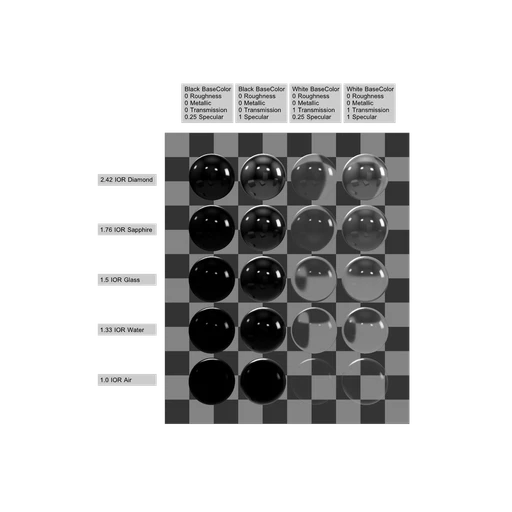 Black BaseColor
0 Roughness
0 Metallic
0 Transmission
0.25 Specular
Black BaseColor
0 Roughness
0 Metallic
0 Transmission
1 Specular
White BaseColor
0 Roughness
0 Metallic
1 Transmission
0.25 Specular
White BaseColor
0 Roughness
0 Metallic
1 Transmission
1 Specular
2.42 IOR Diamond
1.76 IOR Sapphire
1.5 IOR Glass
1.33 IOR Water
1.0 IOR Air